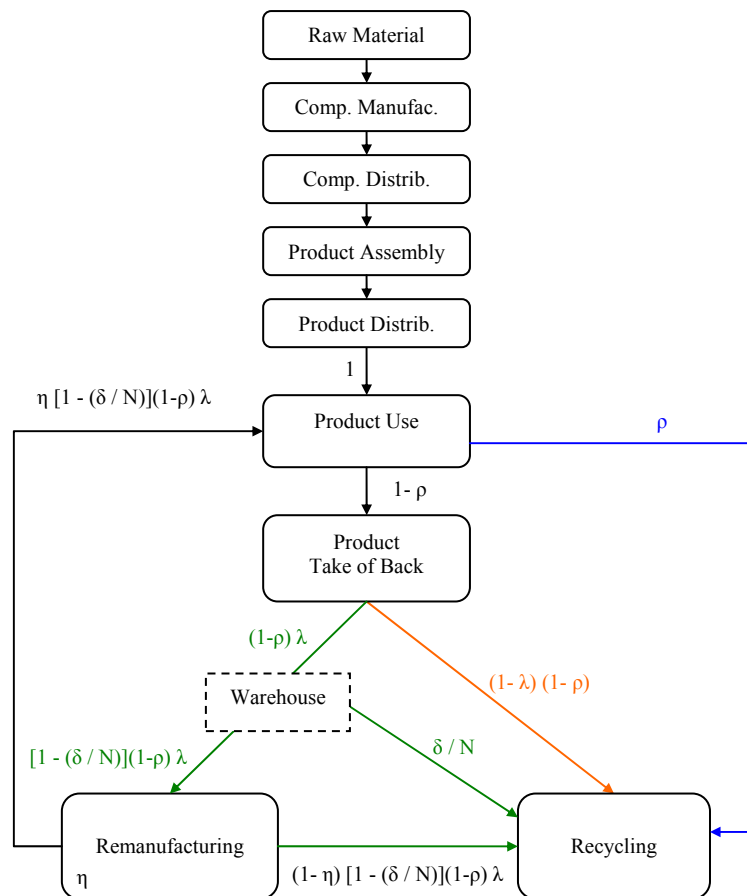 Raw Material
Comp. Manufac.
Comp. Distrib.
Product Assembly
Product Distrib.
1
η [1 - (δ / N)](1-ρ) λ
Product Use
ρ
1- ρ
Product
Take of Back
(1-ρ) λ
(1- λ) (1- ρ)
Warehouse
[1 - (δ / N)](1-ρ) λ
δ / N
Remanufacturing
Recycling
η
(1- η) [1 - (δ / N)](1-ρ) λ